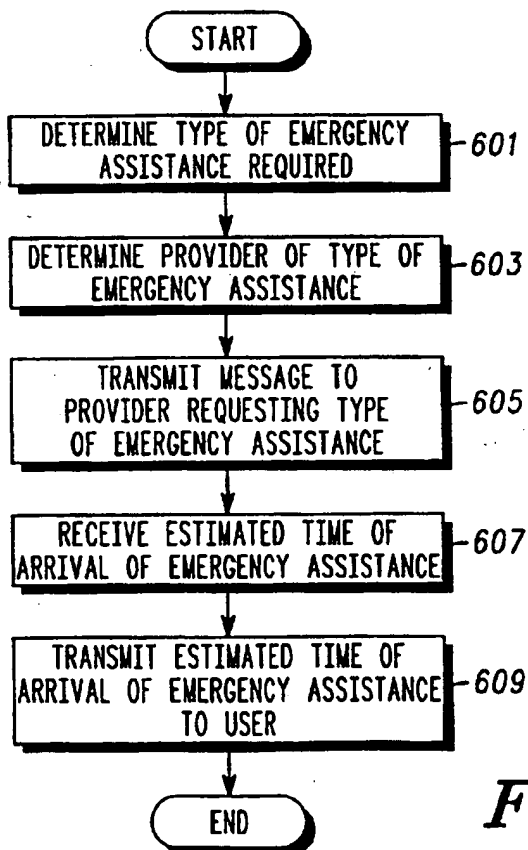 START
DETERMINE TYPE OF EMERGENCY
ASSISTANCE REQUIRED
601
DETERMINE PROVIDER OF TYPE OF
EMERGENCY ASSISTANCE
603
TRANSMIT MESSAGE TO
PROVIDER REQUESTING TYPE
OF EMERGENCY ASSISTANCE
605
RECEIVE ESTIMATED TIME OF
ARRIVAL OF EMERGENCY ASSISTANCE
607
TRANSMIT ESTIMATED TIME OF
ARRIVAL OF EMERGENCY ASSISTANCE
TO USER
609
END
F